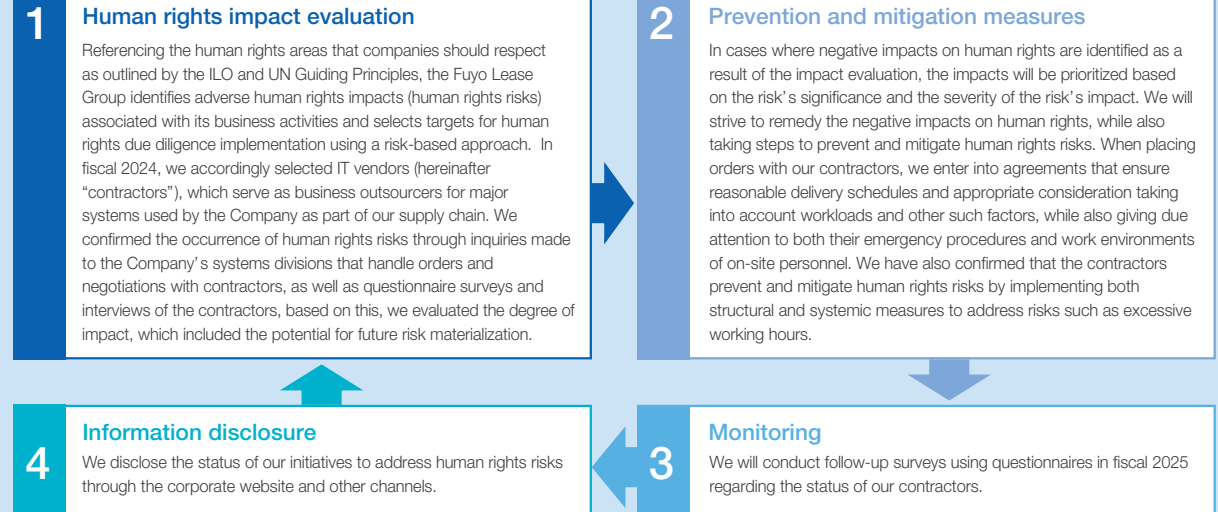 1
Human rights impact evaluation
Referencing the human rights areas that companies should respect
as outlined by the ILO and UN Guiding Principles, the Fuyo Lease
Group identifies adverse human rights impacts (human rights risks)
associated with its business activities and selects targets for human
rights due diligence implementation using a risk-based approach.  In
fiscal 2024, we accordingly selected IT vendors (hereinafter
“contractors”), which serve as business outsourcers for major
systems used by the Company as part of our supply chain. We
confirmed the occurrence of human rights risks through inquiries made
to the Company’s systems divisions that handle orders and
negotiations with contractors, as well as questionnaire surveys and
interviews of the contractors, based on this, we evaluated the degree of
impact, which included the potential for future risk materialization.
2
Prevention and mitigation measures
In cases where negative impacts on human rights are identified as a
result of the impact evaluation, the impacts will be prioritized based
on the risk’s significance and the severity of the risk’s impact. We will
strive to remedy the negative impacts on human rights, while also
taking steps to prevent and mitigate human rights risks. When placing
orders with our contractors, we enter into agreements that ensure
reasonable delivery schedules and appropriate consideration taking
into account workloads and other such factors, while also giving due
attention to both their emergency procedures and work environments
of on-site personnel. We have also confirmed that the contractors
prevent and mitigate human rights risks by implementing both
structural and systemic measures to address risks such as excessive
working hours.
3
Monitoring
We will conduct follow-up surveys using questionnaires in fiscal 2025
regarding the status of our contractors.
4
Information disclosure
We disclose the status of our initiatives to address human rights risks
through the corporate website and other channels.